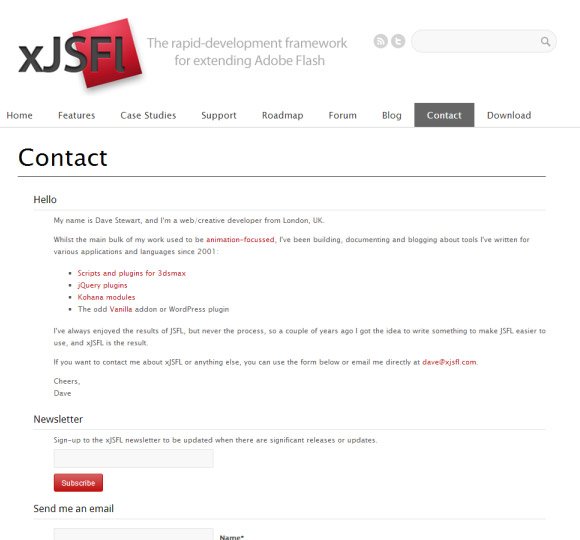 xJSFl
The rapid-development framework
for extending Adobe Flash
Home Features Case Studies Support Roadmap Forum Blog Contact Download
Contact
Hello
My name is Dave Stewart, and I'm a web/creative developer from London, UK.
Whilst the main bulk of my work used to be animation-focussed, I've been building, documenting and blogging about tools I've written for
various applications and languages since 2001:
Scripts and plugins for 3dsmax
jQuery plugins
Kohana modules
The odd Vanilla addon or WordPress plugin
I've always enjoyed the results of JSFL, but never the process, so a couple of years ago I got the idea to write something to make JSFL easier to
use, and xJSFL is the result.
If you want to contact me about xJSFL or anything else, you can use the form below or email me directly at dave@xjsfl.com.
Cheers,
Dave
Newsletter
Sign-up to the xJSFL newsletter to be updated when there are significant releases or updates.
Subscribe
Send me an email
Name*